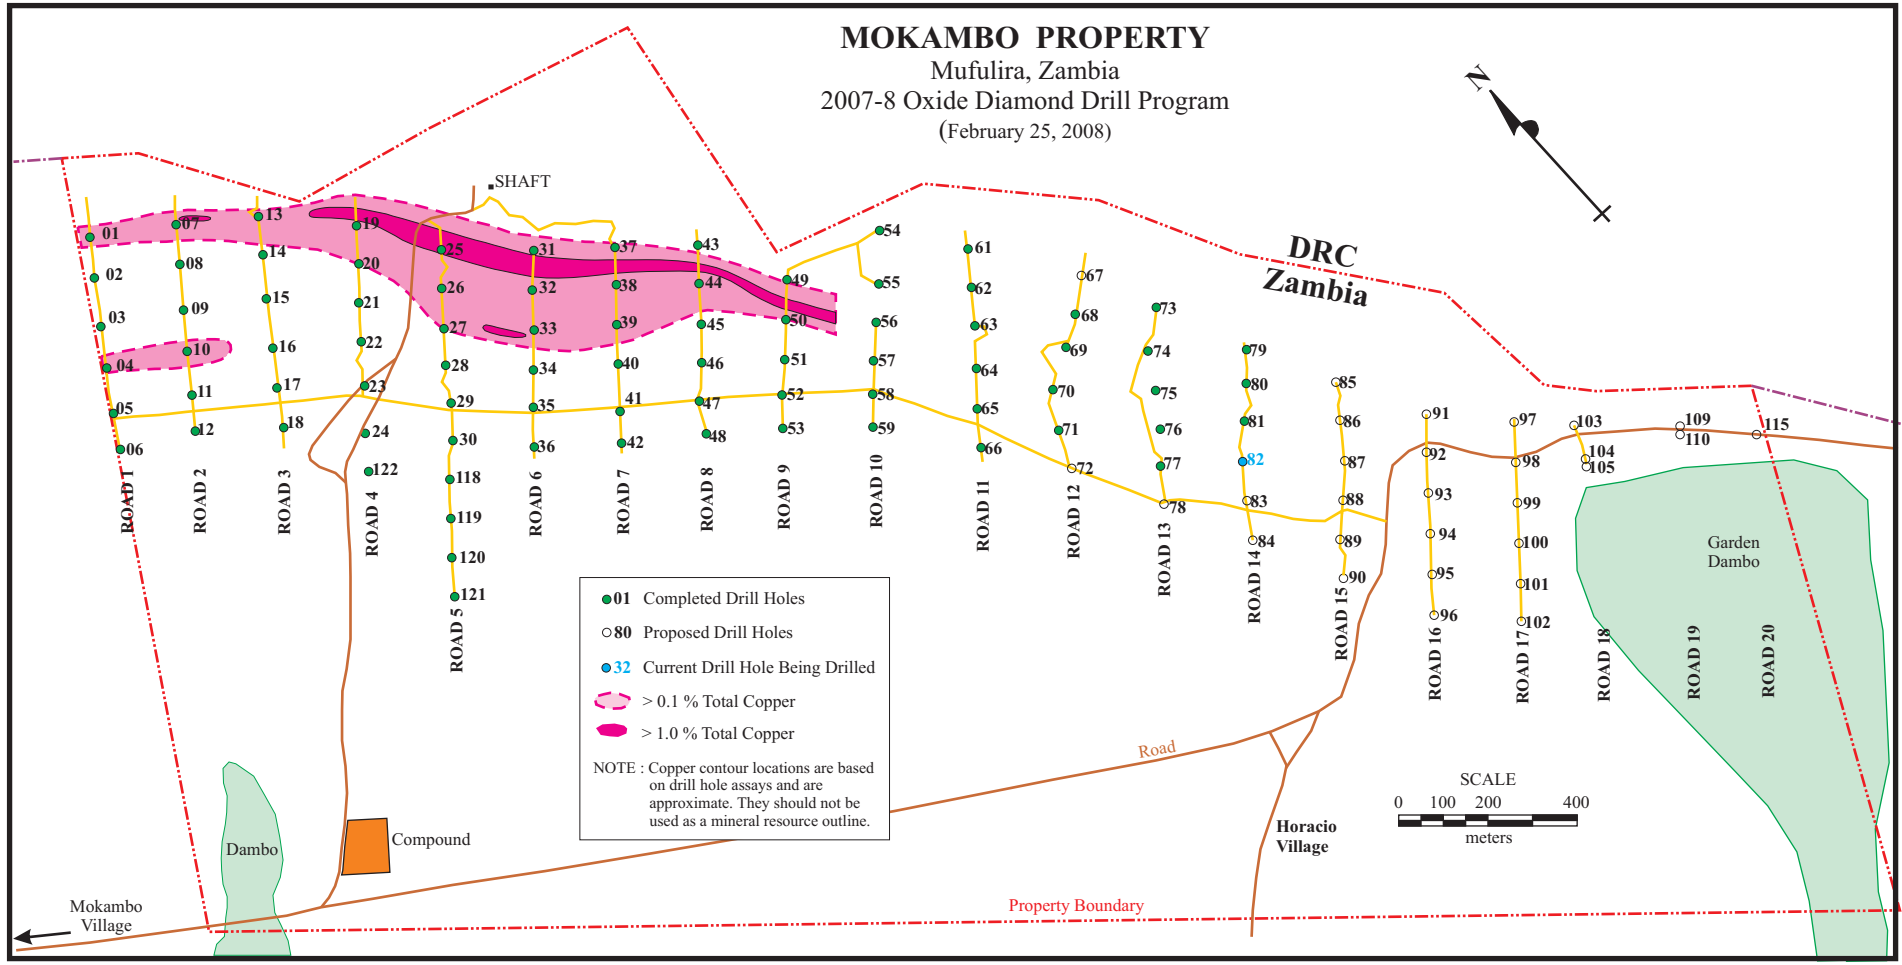 MOKAMBO PROPERTY
Mufulira, Zambia
2007-8 Oxide Diamond Drill Program
(February 25, 2008)
N
SHAFT
DRC
Zambia
01
02
03
04
05
06
ROAD 1
07
08
09
10
11
12
ROAD 2
13
14
15
16
17
18
ROAD 3
19
20
21
22
23
24
122
ROAD 4
25
26
27
28
29
30
118
119
120
121
ROAD 5
31
32
33
34
35
36
ROAD 6
37
38
39
40
41
42
ROAD 7
43
44
45
46
47
48
ROAD 8
49
50
51
52
53
ROAD 9
54
55
56
57
58
59
ROAD 10
61
62
63
64
65
66
ROAD 11
67
68
69
70
71
72
ROAD 12
73
74
75
76
77
78
ROAD 13
79
80
81
82
83
84
ROAD 14
85
86
87
88
89
90
ROAD 15
91
92
93
94
95
96
ROAD 16
97
98
99
100
101
102
ROAD 17
103
104
105
ROAD 18
109
110
ROAD 19
115
ROAD 20
Garden
Dambo
01 Completed Drill Holes
80 Proposed Drill Holes
32 Current Drill Hole Being Drilled
> 0.1 % Total Copper
> 1.0 % Total Copper
NOTE : Copper contour locations are based
on drill hole assays and are
approximate. They should not be
used as a mineral resource outline.
Road
SCALE
0 100 200 400
meters
Horacio
Village
Compound
Dambo
Mokambo
Village
Property Boundary